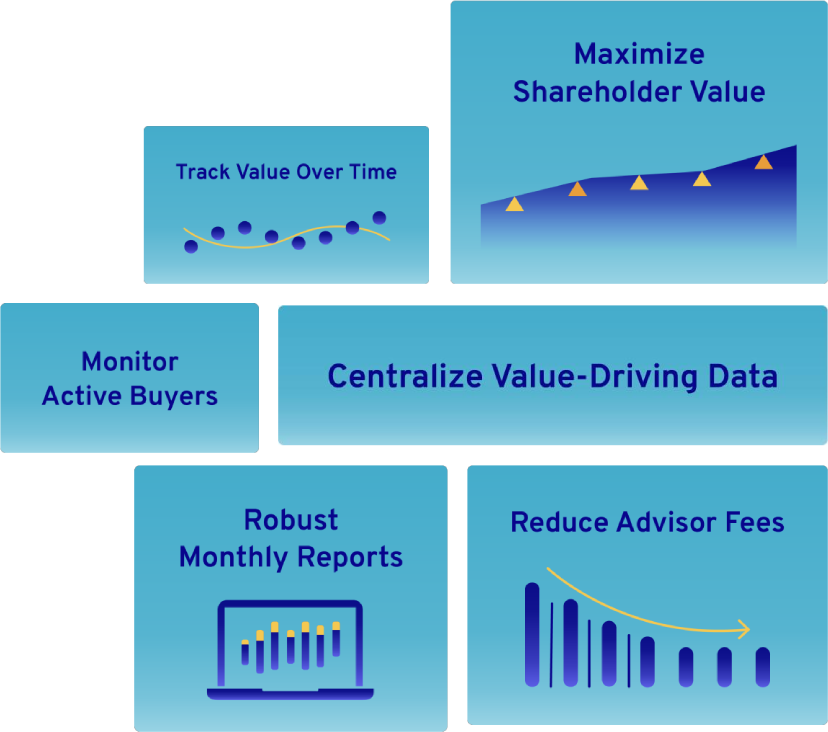 Maximize
Shareholder Value
Track Value Over Time
Monitor
Active Buyers
Centralize Value-Driving Data
Robust
Monthly Reports
Reduce Advisor Fees